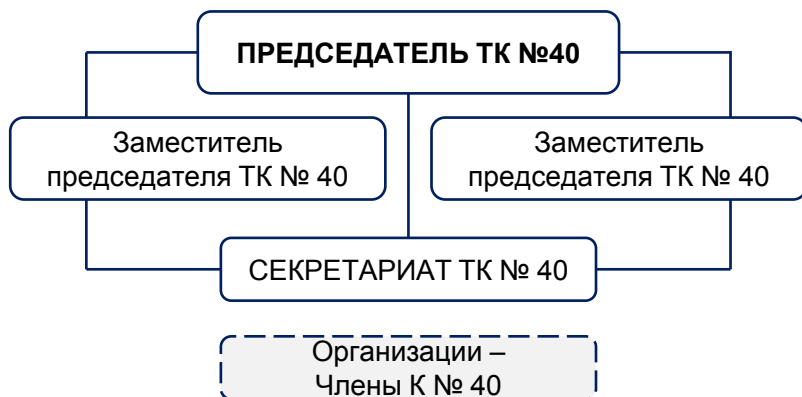 ПРЕДСЕДАТЕЛЬ ТК №40
Заместитель
председателя ТК № 40
Заместитель
председателя ТК № 40
СЕКРЕТАРИАТ ТК № 40
Организации –
Члены К № 40